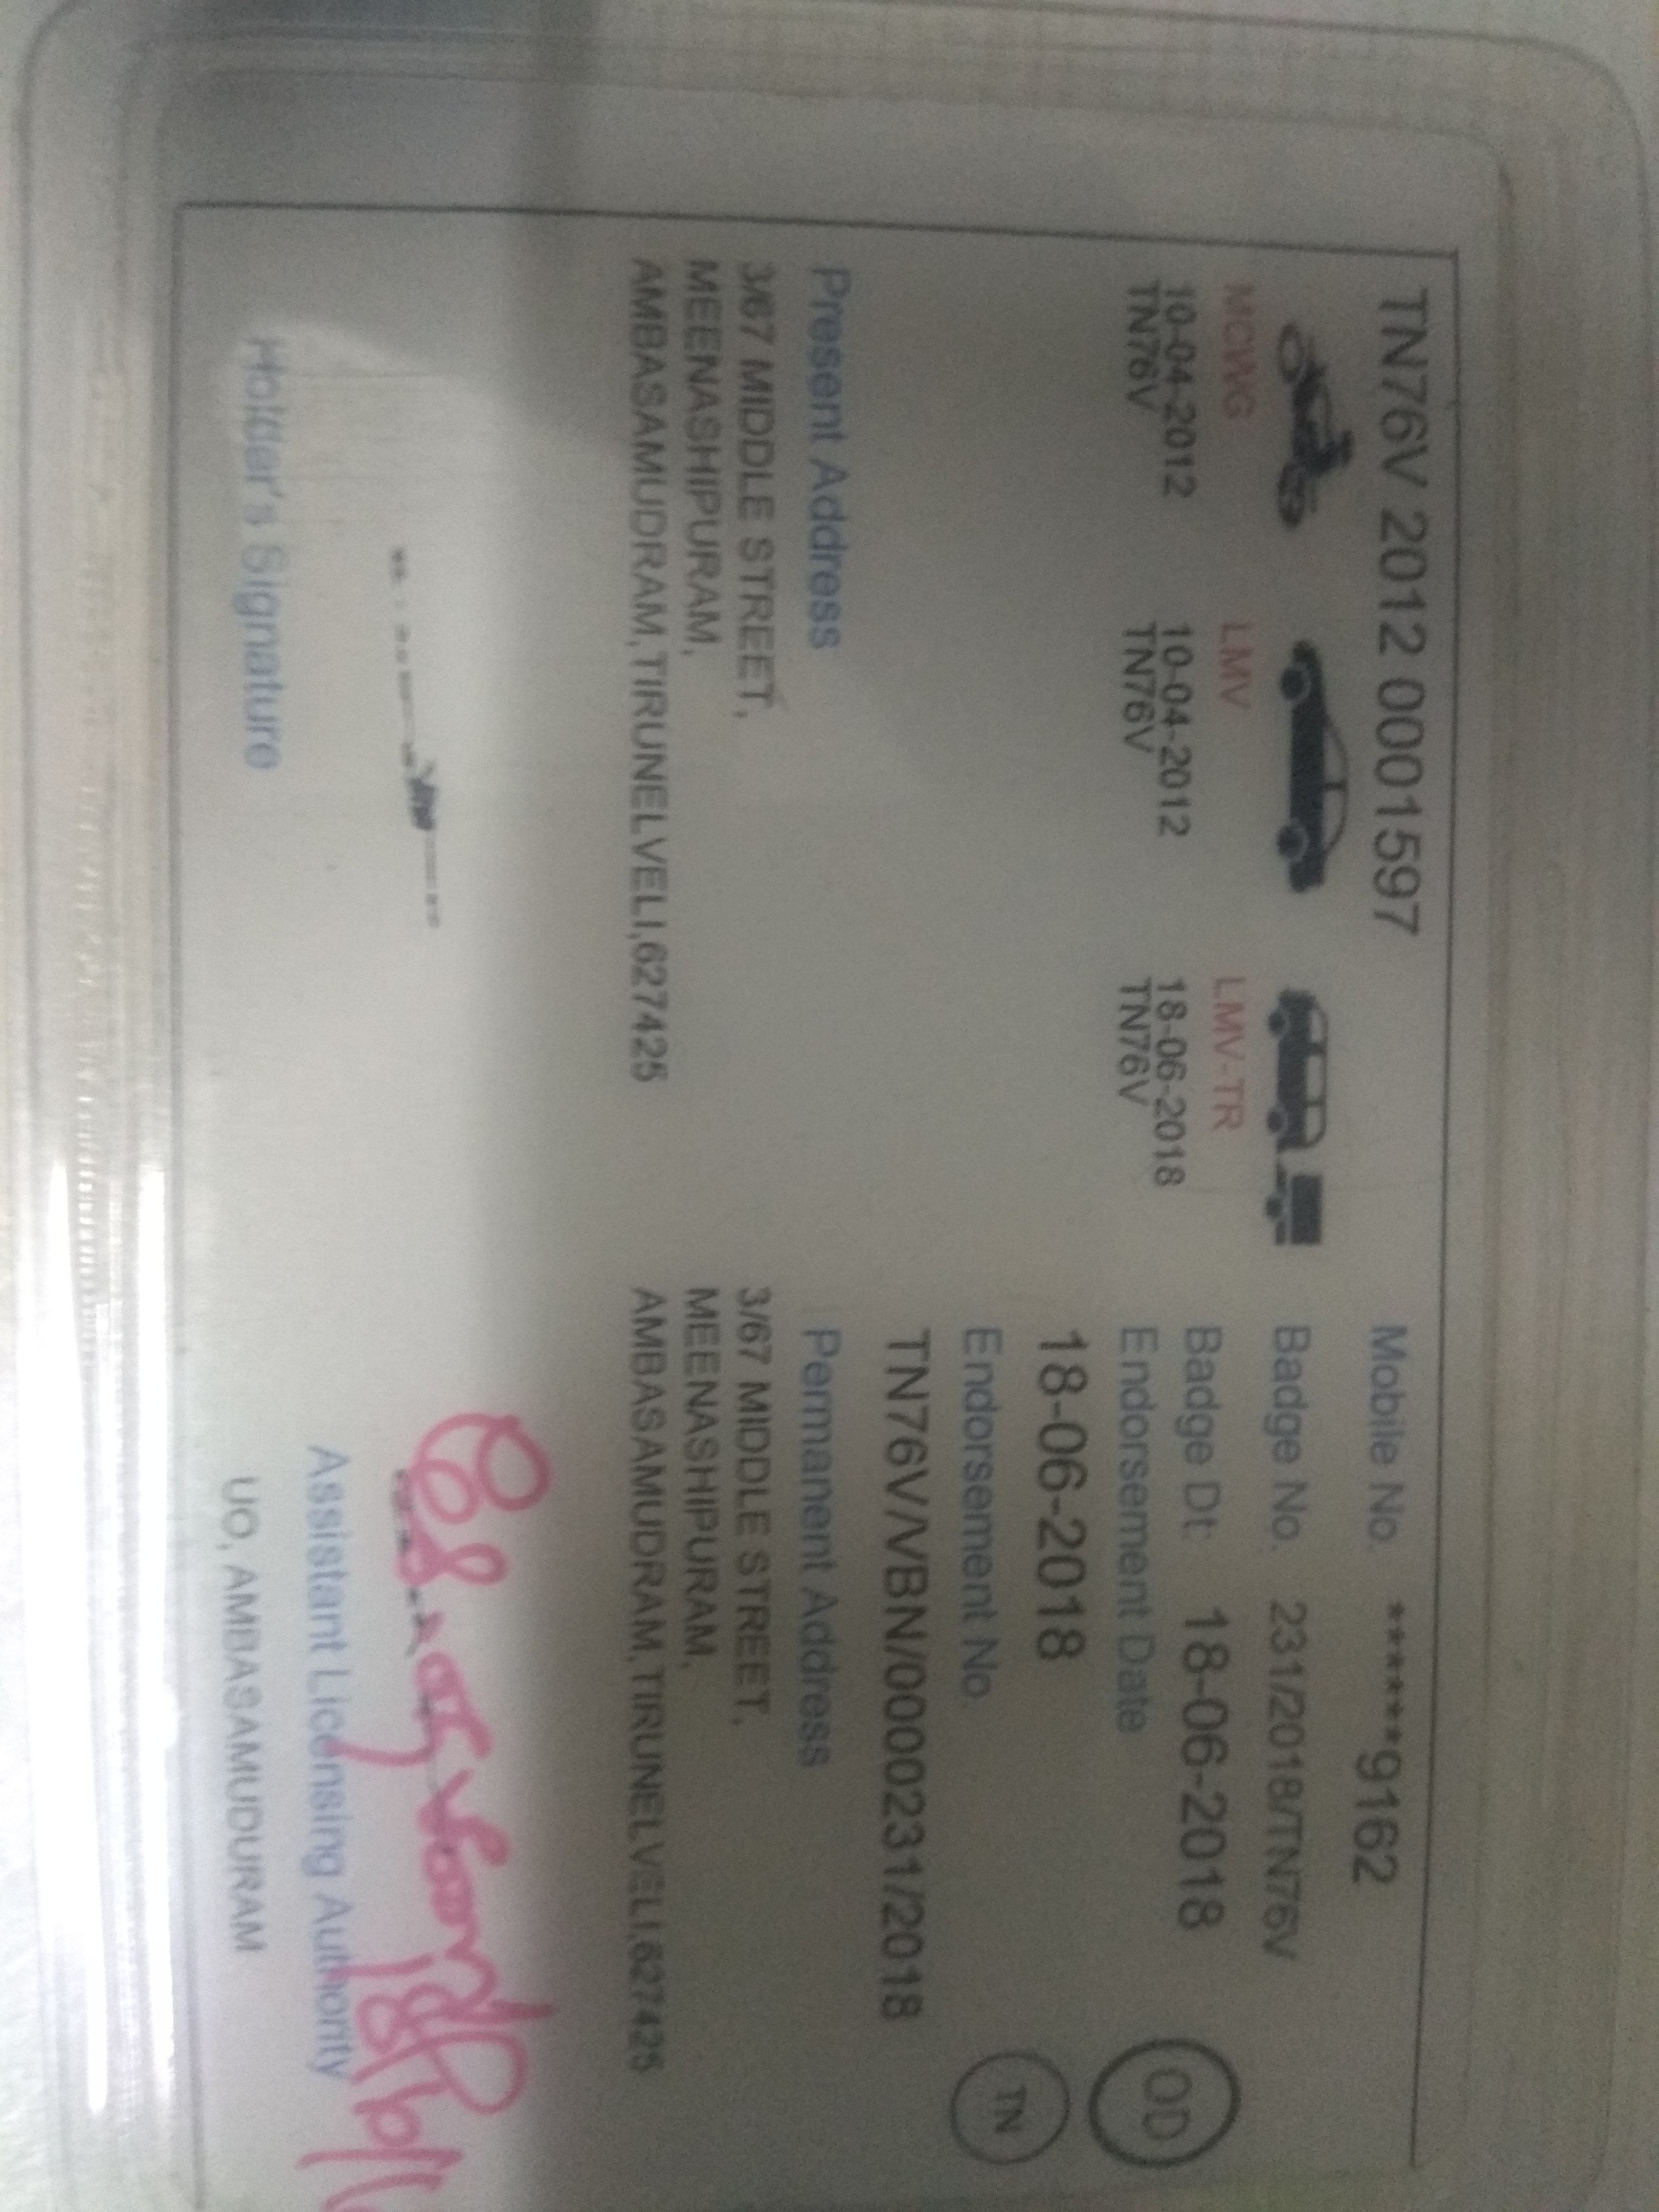 TN76V 2012 0001597
Mobile No. ******9162
MCWG
10-04-2012
TN76V
LMV
10-04-2012
TN76V
LMV-TR
18-06-2018
TN76V
Badge No. 231/2018/TN76V
Badge Dt: 18-06-2018
Endorsement Date
18-06-2018
Endorsement No.
TN76V/VBN/0000231/2018
OD
TN
Present Address
3/67 MIDDLE STREET,
MEENASHIPURAM,
AMBASAMUDRAM,TIRUNELVELI,627425
Permanent Address
3/67 MIDDLE STREET,
MEENASHIPURAM,
AMBASAMUDRAM,TIRUNELVELI,627425
Holder's Signature
Assistant Licensing Authority
UO, AMBASAMUDURAM